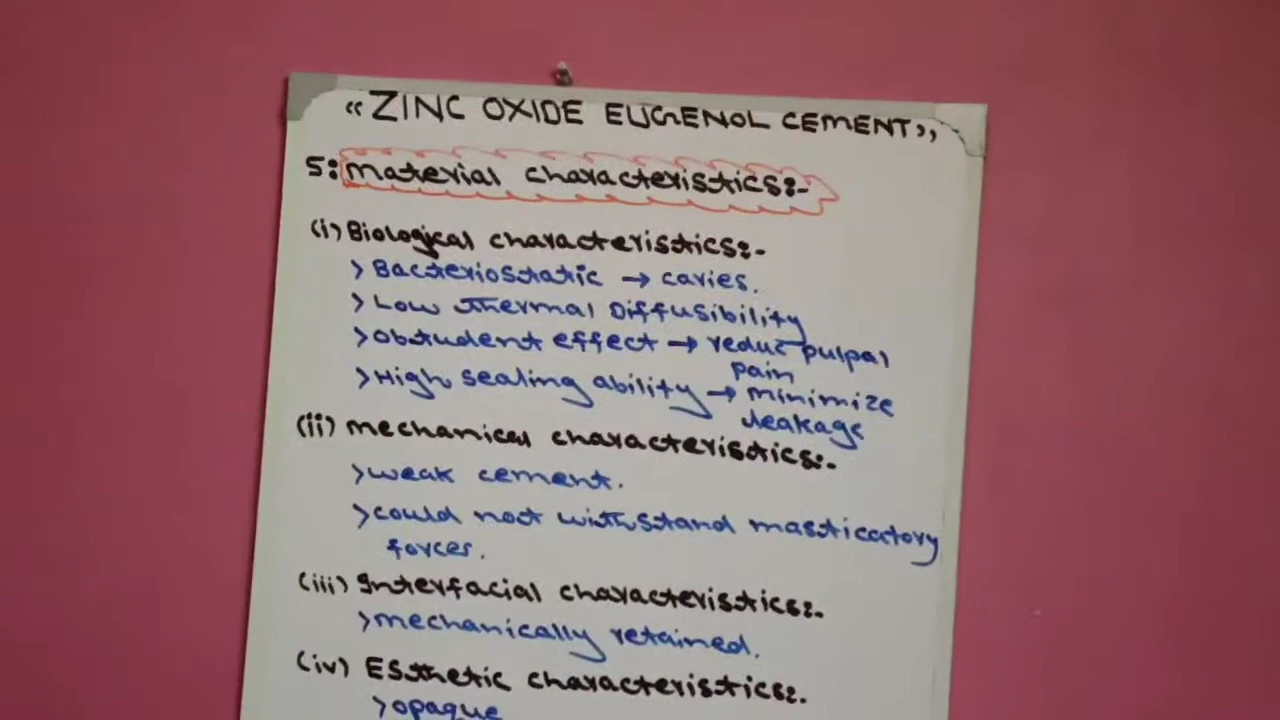 “ZINC OXIDE EUGENOL CEMENT”
5: Material characteristics:-
(i) Biological characteristics:-
> Bacteriostatic → caries.
> Low thermal Diffusibility
> Obtudent effect → reduc pulpal
pain
> High sealing ability → minimize
leakage
(ii) mechanical characteristics:-
> weak cement.
> could not withstand masticatory
forces.
(iii) Interfacial characteristics:-
> mechanically retained.
(iv) ESthetic characteristics:-
> opaque